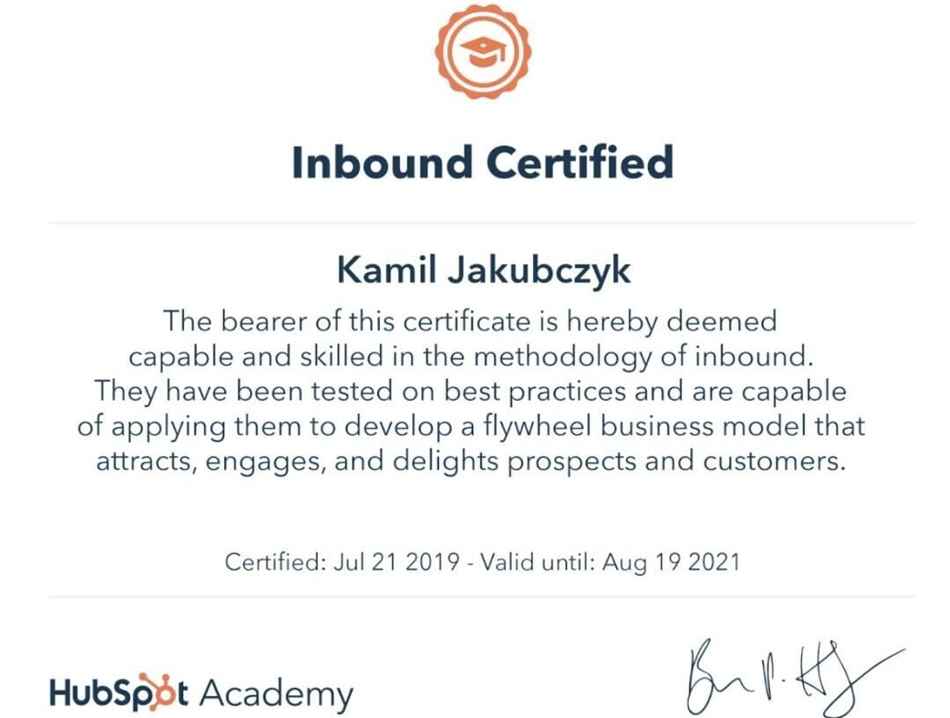 Inbound Certified
Kamil Jakubczyk
The bearer of this certificate is hereby deemed
capable and skilled in the methodology of inbound.
They have been tested on best practices and are capable
of applying them to develop a flywheel business model that
attracts, engages, and delights prospects and customers.
Certified: Jul 21 2019 - Valid until: Aug 19 2021
HubSpot Academy